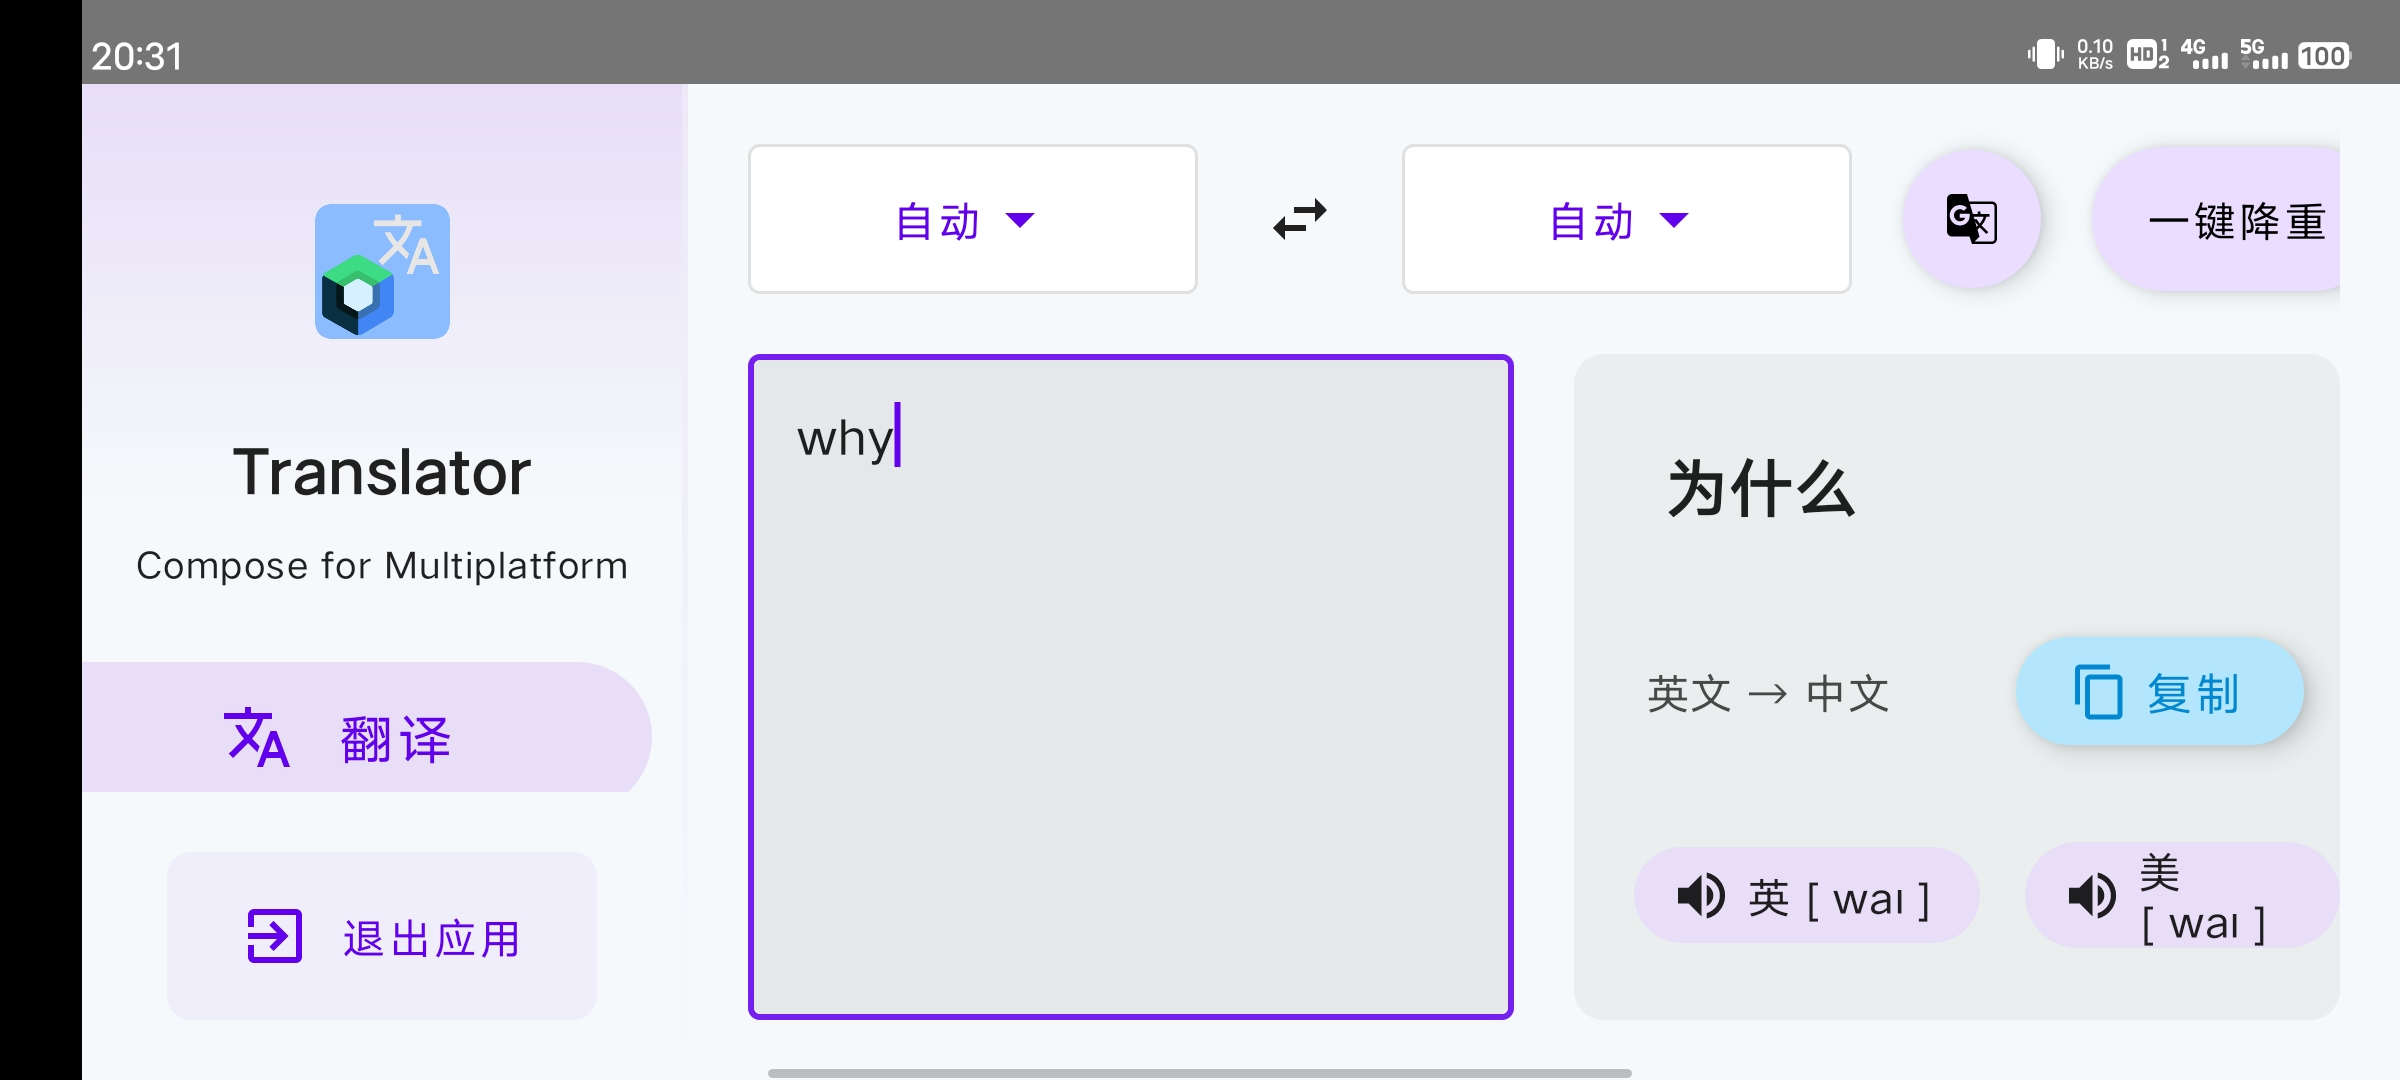 20:31
0.10
KB/s
HD 1 2
4G
5G
100
Translator
Compose for Multiplatform
翻译
退出应用
自动
自动
一键降重
why
为什么
英文 → 中文
复制
英 [ waɪ ]
美
[ waɪ ]